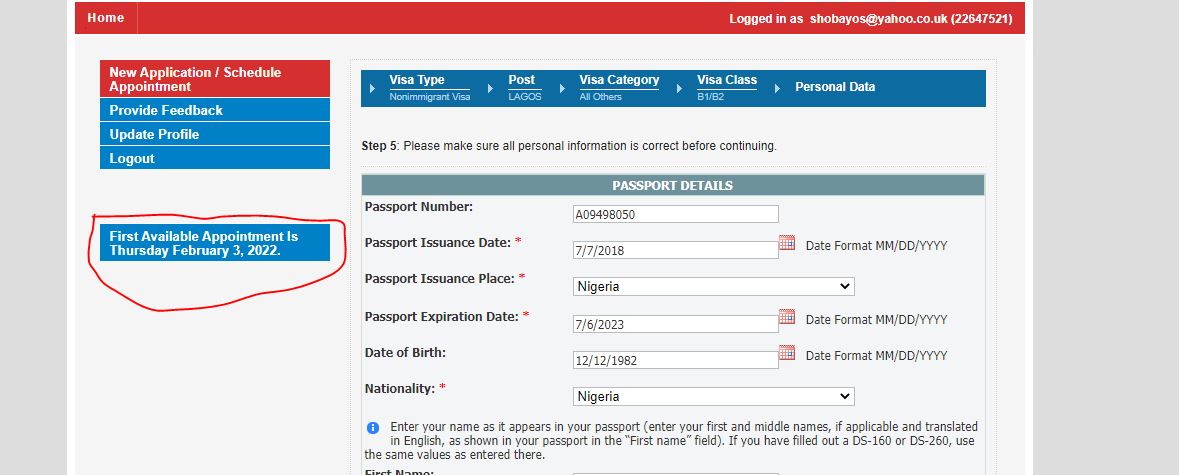 Home
Logged in as shobayos@yahoo.co.uk (22647521)
New Application / Schedule
Appointment
Provide Feedback
Update Profile
Logout
First Available Appointment Is
Thursday February 3, 2022.
Visa Type
Nonimmigrant Visa
Post
LAGOS
Visa Category
All Others
Visa Class
B1/B2
Personal Data
Step 5: Please make sure all personal information is correct before continuing.
PASSPORT DETAILS
Passport Number:
A09498050
Passport Issuance Date: *
7/7/2018
Date Format MM/DD/YYYY
Passport Issuance Place: *
Nigeria
Passport Expiration Date: *
7/6/2023
Date Format MM/DD/YYYY
Date of Birth:
12/12/1982
Date Format MM/DD/YYYY
Nationality: *
Nigeria
Enter your name as it appears in your passport (enter your first and middle names, if applicable and translated
in English, as shown in your passport in the “First name” field). If you have filled out a DS-160 or DS-260, use
the same values as entered there.
First Name: